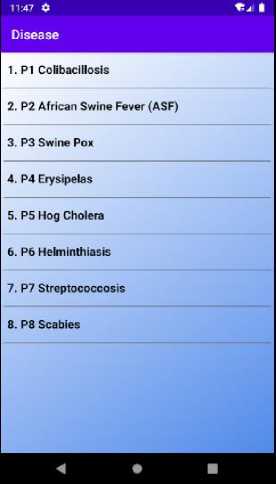 11:47
Disease
1. P1 Colibacillosis
2. P2 African Swine Fever (ASF)
3. P3 Swine Pox
4. P4 Erysipelas
5. P5 Hog Cholera
6. P6 Helminthiasis
7. P7 Streptococcosis
8. P8 Scabies